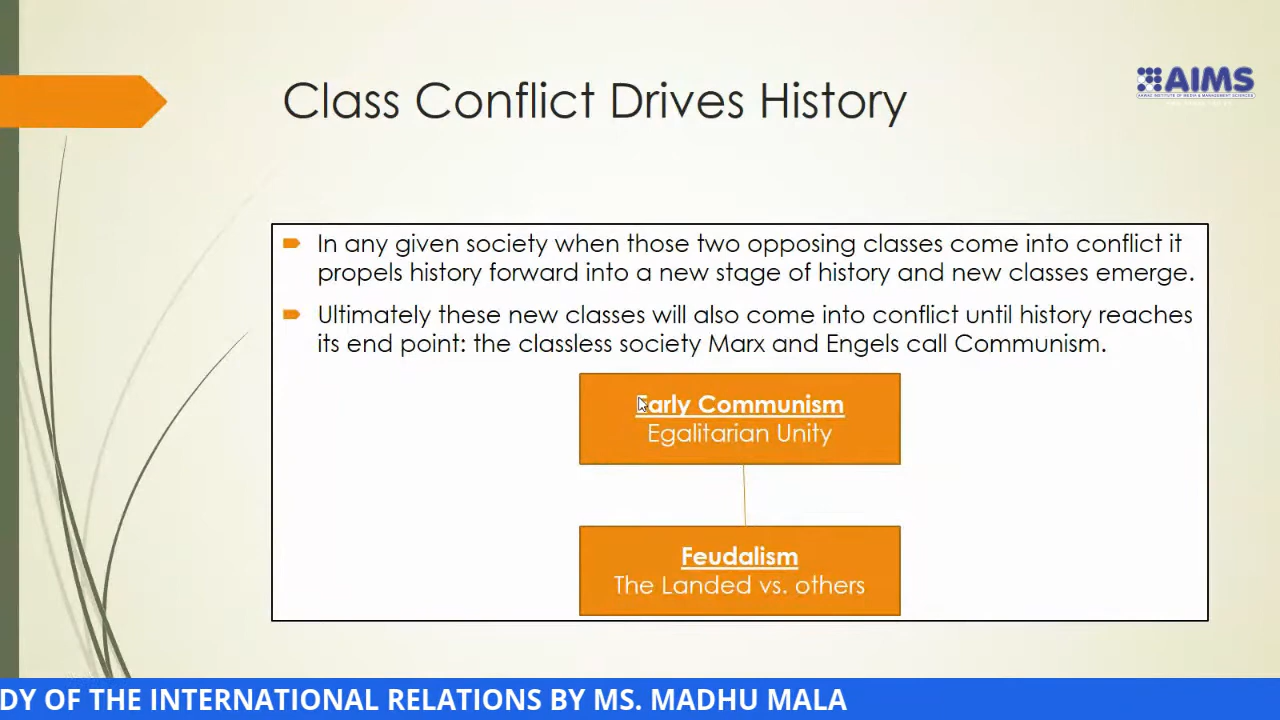 Class Conflict Drives History
AIMS
In any given society when those two opposing classes come into conflict it
propels history forward into a new stage of history and new classes emerge.
Ultimately these new classes will also come into conflict until history reaches
its end point: the classless society Marx and Engels call Communism.
Early Communism
Egalitarian Unity
Feudalism
The Landed vs. others
DY OF THE INTERNATIONAL RELATIONS BY MS. MADHU MALA